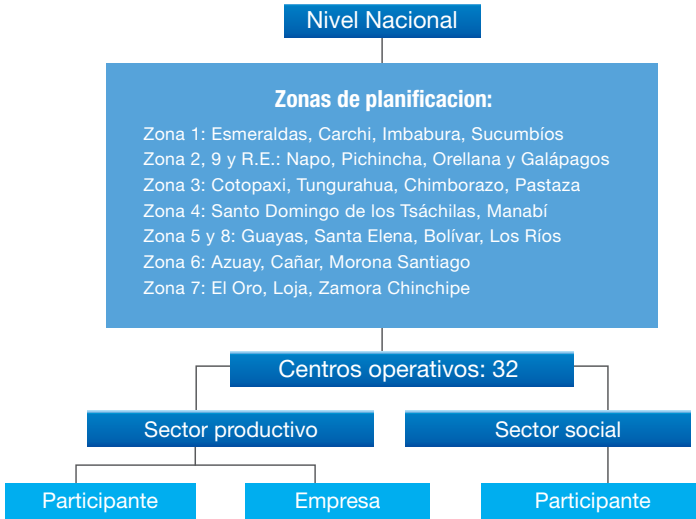 Nivel Nacional
Zonas de planificacion:
Zona 1: Esmeraldas, Carchi, Imbabura, Sucumbíos
Zona 2, 9 y R.E.: Napo, Pichincha, Orellana y Galápagos
Zona 3: Cotopaxi, Tungurahua, Chimborazo, Pastaza
Zona 4: Santo Domingo de los Tsáchilas, Manabí
Zona 5 y 8: Guayas, Santa Elena, Bolívar, Los Ríos
Zona 6: Azuay, Cañar, Morona Santiago
Zona 7: El Oro, Loja, Zamora Chinchipe
Centros operativos: 32
Sector productivo
Sector social
Participante
Empresa
Participante